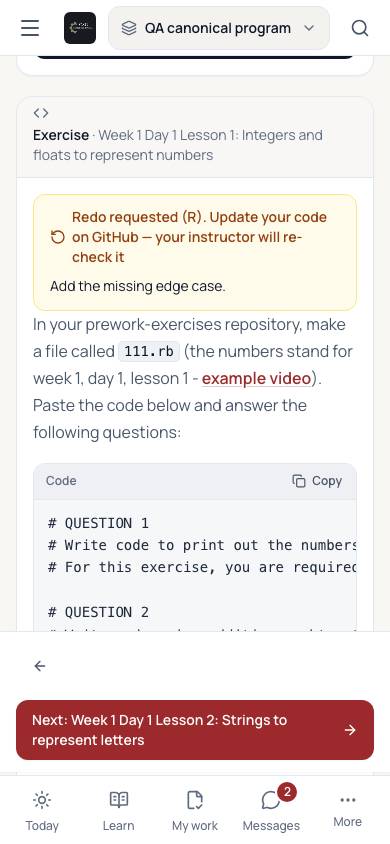 QA canonical program
Exercise · Week 1 Day 1 Lesson 1: Integers and
floats to represent numbers
Redo requested (R). Update your code
on GitHub — your instructor will re-
check it
Add the missing edge case.
In your prework-exercises repository, make
a file called 111.rb (the numbers stand for
week 1, day 1, lesson 1 - example video).
Paste the code below and answer the
following questions:
Code
Copy
# QUESTION 1
# Write code to print out the numbers
# For this exercise, you are required
# QUESTION 2
Next: Week 1 Day 1 Lesson 2: Strings to
represent letters
2
Today
Learn
My work
Messages
More